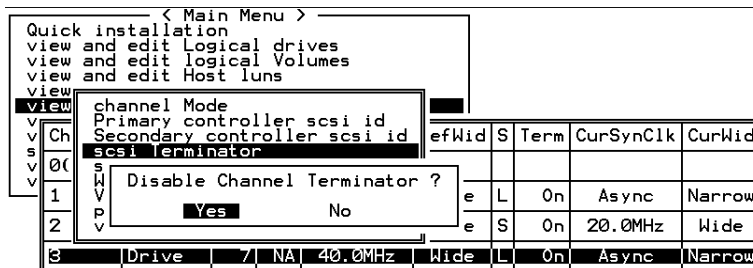 < Main Menu >
Quick installation
view and edit Logical drives
view and edit logical Volumes
view and edit Host luns
view
view
channel Mode
v Primary controller scsi id
v Ch Secondary controller scsi id efWid S Term CurSynClk CurWid
s scsi Terminator
v 0( s
v W Disable Channel Terminator ?
1 V e L On Async Narrow
p Yes No
2 v e S On 20.0MHz Wide
3 Drive 7 NA 40.0MHz Wide L On Async Narrow